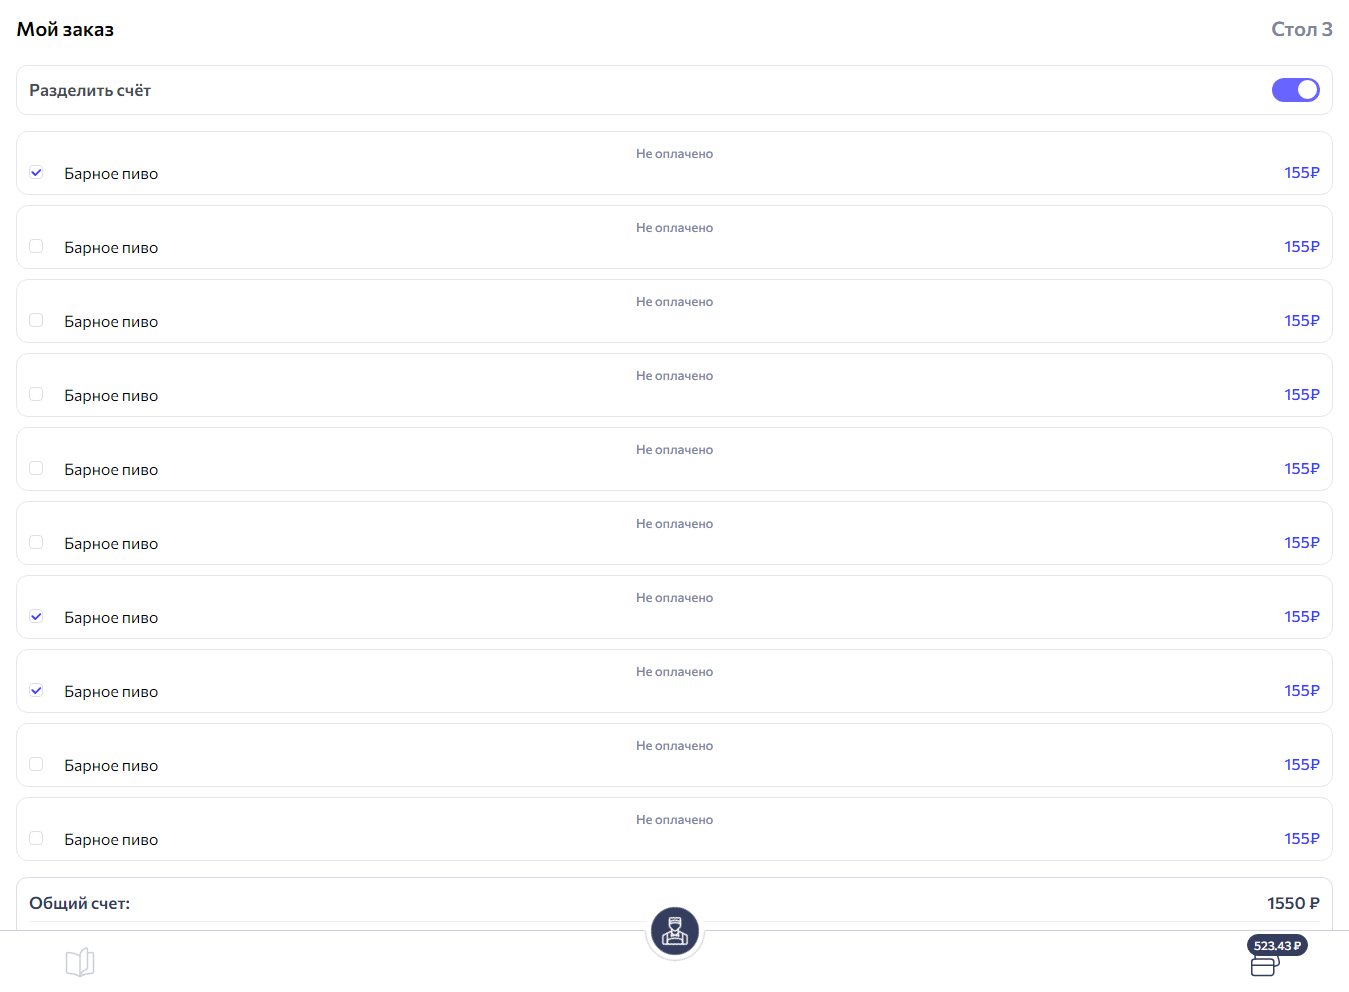 Мой заказ
Стол 3
Разделить счёт
Не оплачено
Барное пиво
155₽
Не оплачено
Барное пиво
155₽
Не оплачено
Барное пиво
155₽
Не оплачено
Барное пиво
155₽
Не оплачено
Барное пиво
155₽
Не оплачено
Барное пиво
155₽
Не оплачено
Барное пиво
155₽
Не оплачено
Барное пиво
155₽
Не оплачено
Барное пиво
155₽
Не оплачено
Барное пиво
155₽
Общий счет:
1550 ₽
523.43 ₽